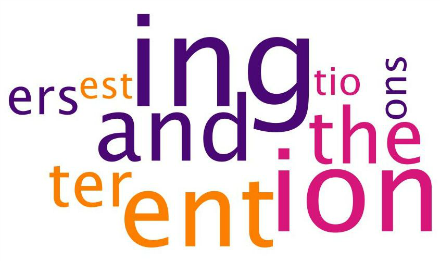 ing
est
tio
ers
ons
and
the
ter
ent
ion